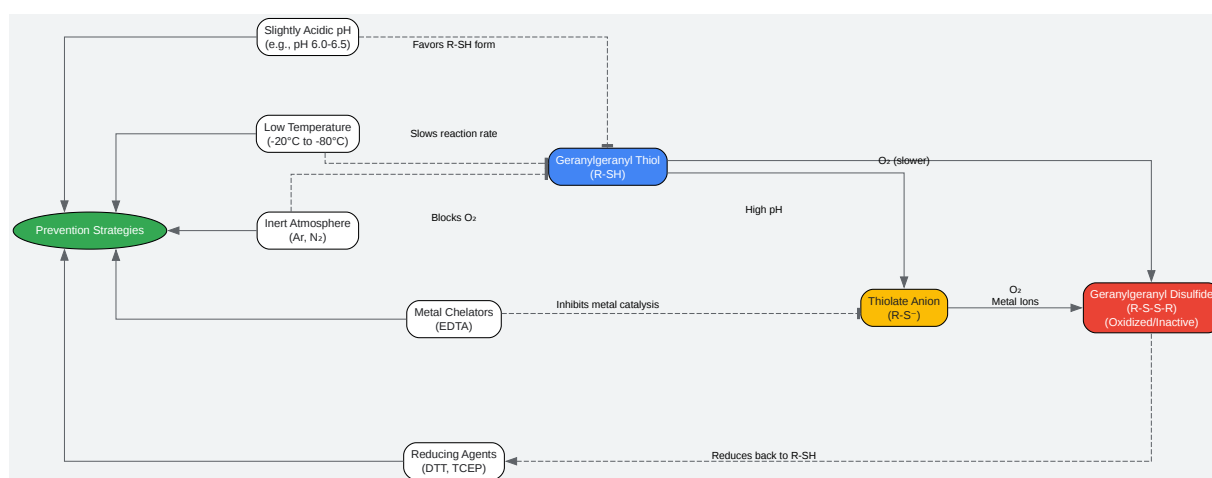 Slightly Acidic pH
(e.g., pH 6.0-6.5)
Favors R-SH form
Low Temperature
(-20°C to -80°C)
Slows reaction rate
Geranylgeranyl Thiol
(R-SH)
O₂ (slower)
Prevention Strategies
Inert Atmosphere
(Ar, N₂)
Blocks O₂
High pH
Metal Chelators
(EDTA)
Inhibits metal catalysis
Thiolate Anion
(R-S⁻)
O₂
Metal Ions
Geranylgeranyl Disulfide
(R-S-S-R)
(Oxidized/Inactive)
Reducing Agents
(DTT, TCEP)
Reduces back to R-SH